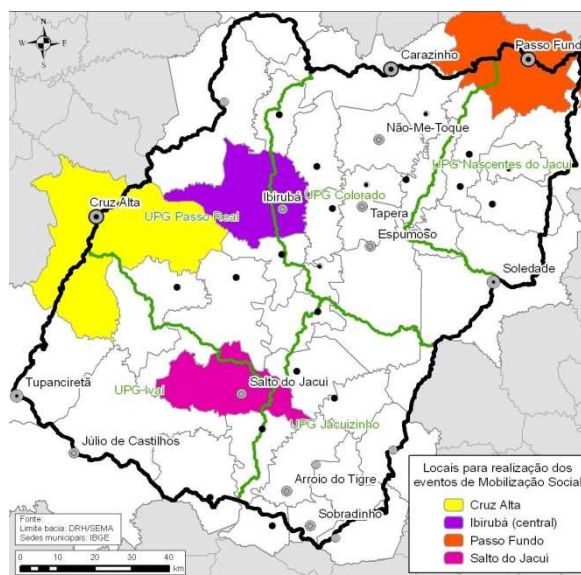 N
W
E
S
Carazinho
Passo Fundo
Não-Me-Toque
UPG Nascentes do Jacuí
Cruz Alta
Ibirubá
UPG Colorado
UPG Passo Real
Tapera
Espumoso
Soledade
Tupanciretã
UPG Ivaí
Salto do Jacuí
UPG Jacuizinho
Júlio de Castilhos
Arroio do Tigre
Sobradinho
Locais para realização dos
eventos de Mobilização Social
Cruz Alta
Ibirubá (central)
Passo Fundo
Salto do Jacuí
Fonte:
Limite bacia: DRH/SEMA
Sedes municipais: IBGE
0 10 20 30 40
km